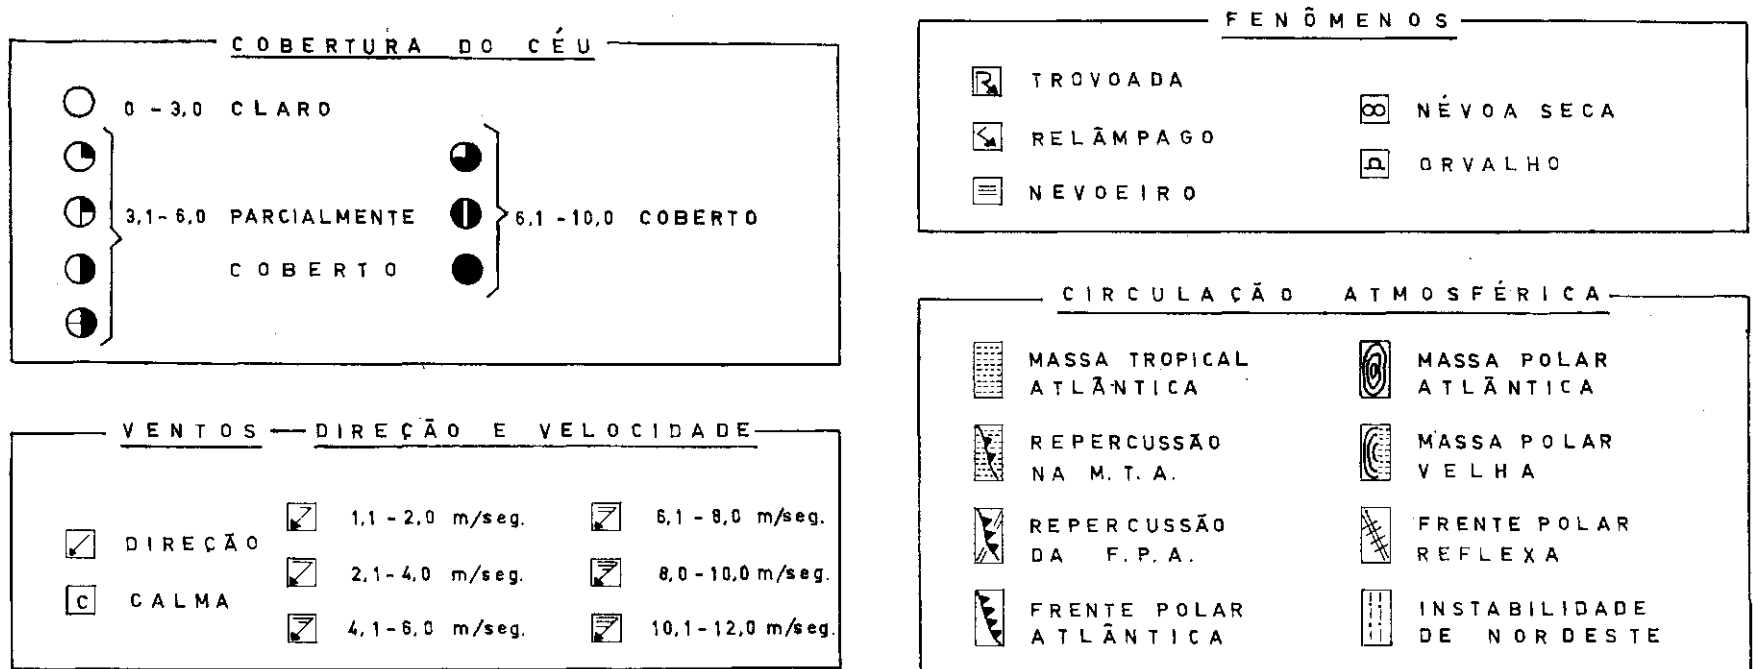 COBERTURA DO CÉU
0 - 3,0 CLARO
3,1 - 6,0 PARCIALMENTE
COBERTO
6,1 - 10,0 COBERTO
VENTOS — DIREÇÃO E VELOCIDADE
DIREÇÃO
C CALMA
1,1 - 2,0 m/seg.
2,1 - 4,0 m/seg.
4,1 - 6,0 m/seg.
6,1 - 8,0 m/seg.
8,0 - 10,0 m/seg.
10,1 - 12,0 m/seg.
FENÔMENOS
TROVOADA
RELÂMPAGO
NEVOEIRO
NÉVOA SECA
ORVALHO
CIRCULAÇÃO ATMOSFÉRICA
MASSA TROPICAL
ATLÂNTICA
REPERCUSSÃO
NA M.T.A.
REPERCUSSÃO
DA F.P.A.
FRENTE POLAR
ATLÂNTICA
MASSA POLAR
ATLÂNTICA
MASSA POLAR
VELHA
FRENTE POLAR
REFLEXA
INSTABILIDADE
DE NORDESTE